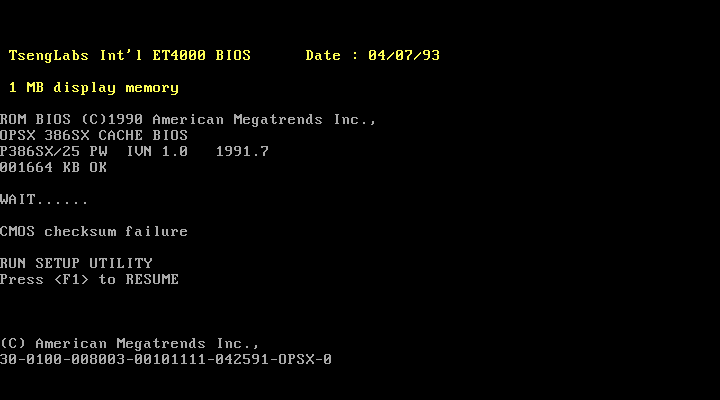 TsengLabs Int'l ET4000 BIOS      Date : 04/07/93
1 MB display memory
ROM BIOS (C)1990 American Megatrends Inc.,
OPSX 386SX CACHE BIOS
P386SX/25 PW  IVN 1.0   1991.7
001664 KB OK
WAIT......
CMOS checksum failure
RUN SETUP UTILITY
Press <F1> to RESUME
(C) American Megatrends Inc.,
30-0100-008003-00101111-042591-OPSX-0